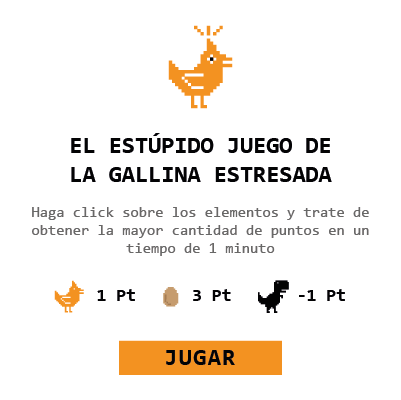 EL ESTÚPIDO JUEGO DE
LA GALLINA ESTRESADA
Haga click sobre los elementos y trate de
obtener la mayor cantidad de puntos en un
tiempo de 1 minuto
1 Pt 3 Pt -1 Pt
JUGAR